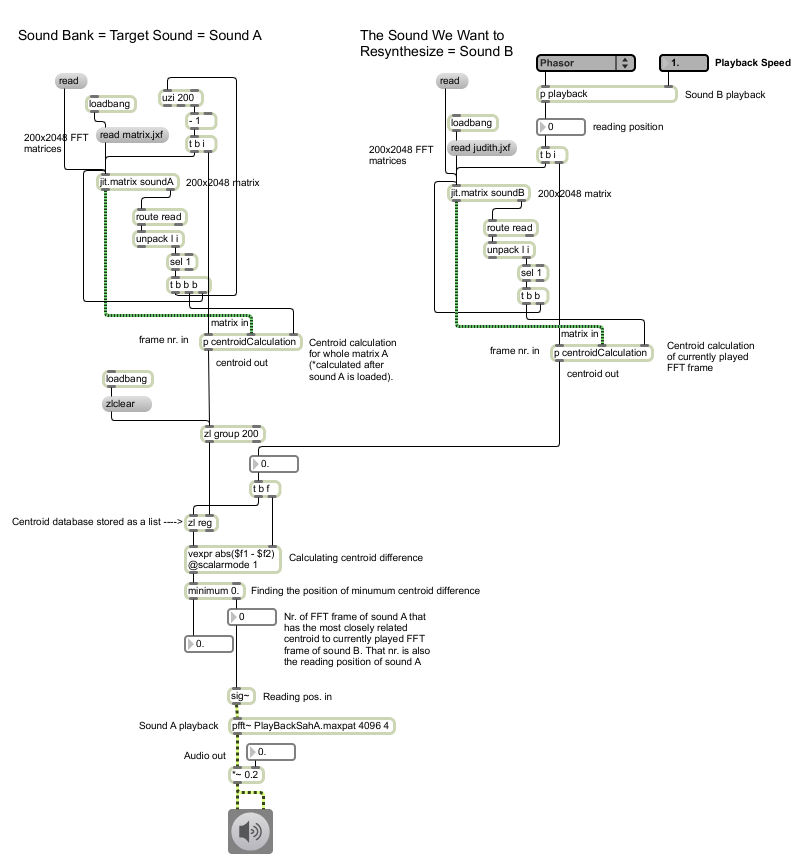 Sound Bank = Target Sound = Sound A
The Sound We Want to
Resynthesize = Sound B
Phasor
1.
Playback Speed
read
loadbang
uzi 200
- 1
200x2048 FFT
matrices
read matrix.jxf
t b i
jit.matrix soundA
200x2048 matrix
route read
unpack l i
sel 1
t b b b
matrix in
frame nr. in
p centroidCalculation
Centroid calculation
for whole matrix A
(*calculated after
sound A is loaded).
centroid out
read
p playback
Sound B playback
loadbang
0
reading position
200x2048 FFT
matrices
read judith.jxf
t b i
jit.matrix soundB
200x2048 matrix
route read
unpack l i
sel 1
t b b
matrix in
frame nr. in
p centroidCalculation
Centroid calculation
of currently played
FFT frame
centroid out
loadbang
zlclear
zl group 200
0.
t b f
Centroid database stored as a list ---->
zl reg
vexpr abs($f1 - $f2)
@scalarmode 1
Calculating centroid difference
minimum 0.
Finding the position of minumum centroid difference
0
0.
Nr. of FFT frame of sound A that
has the most closely related
centroid to currently played FFT
frame of sound B. That nr. is also
the reading position of sound A
sig~
Reading pos. in
Sound A playback
pfft~ PlayBackSahA.maxpat 4096 4
Audio out
0.
*~ 0.2